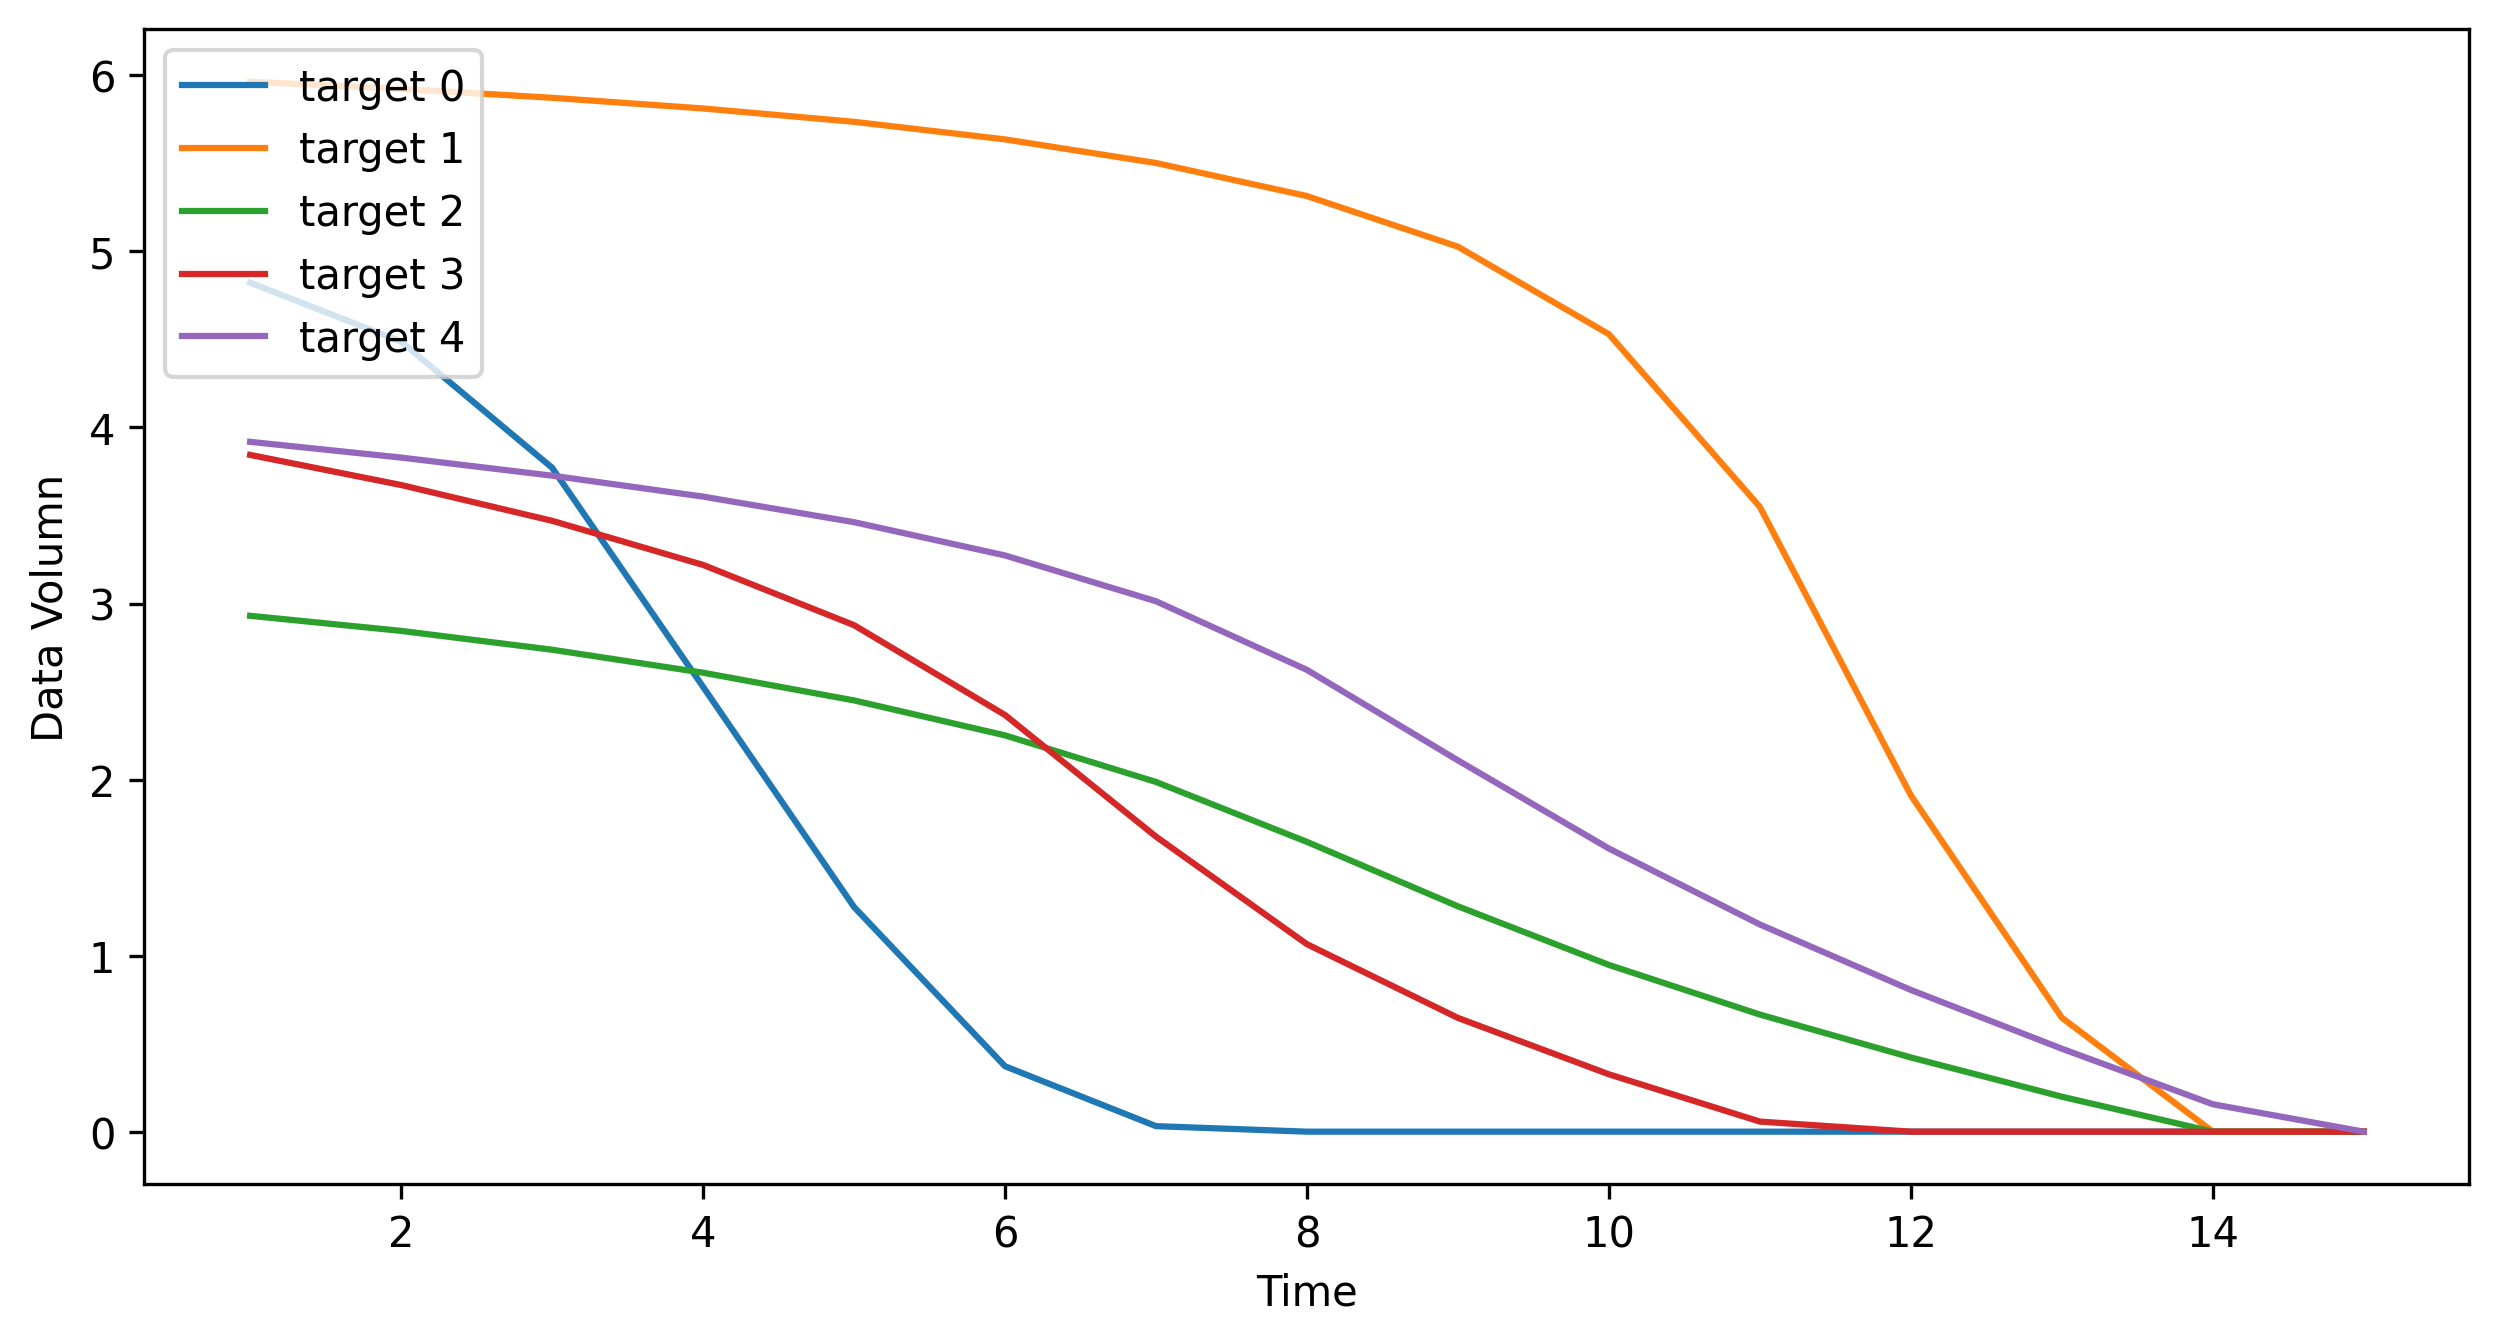 target 0
target 1
target 2
target 3
target 4
6
5
4
3
2
1
0
Data Volumn
2 4 6 8 10 12 14
Time